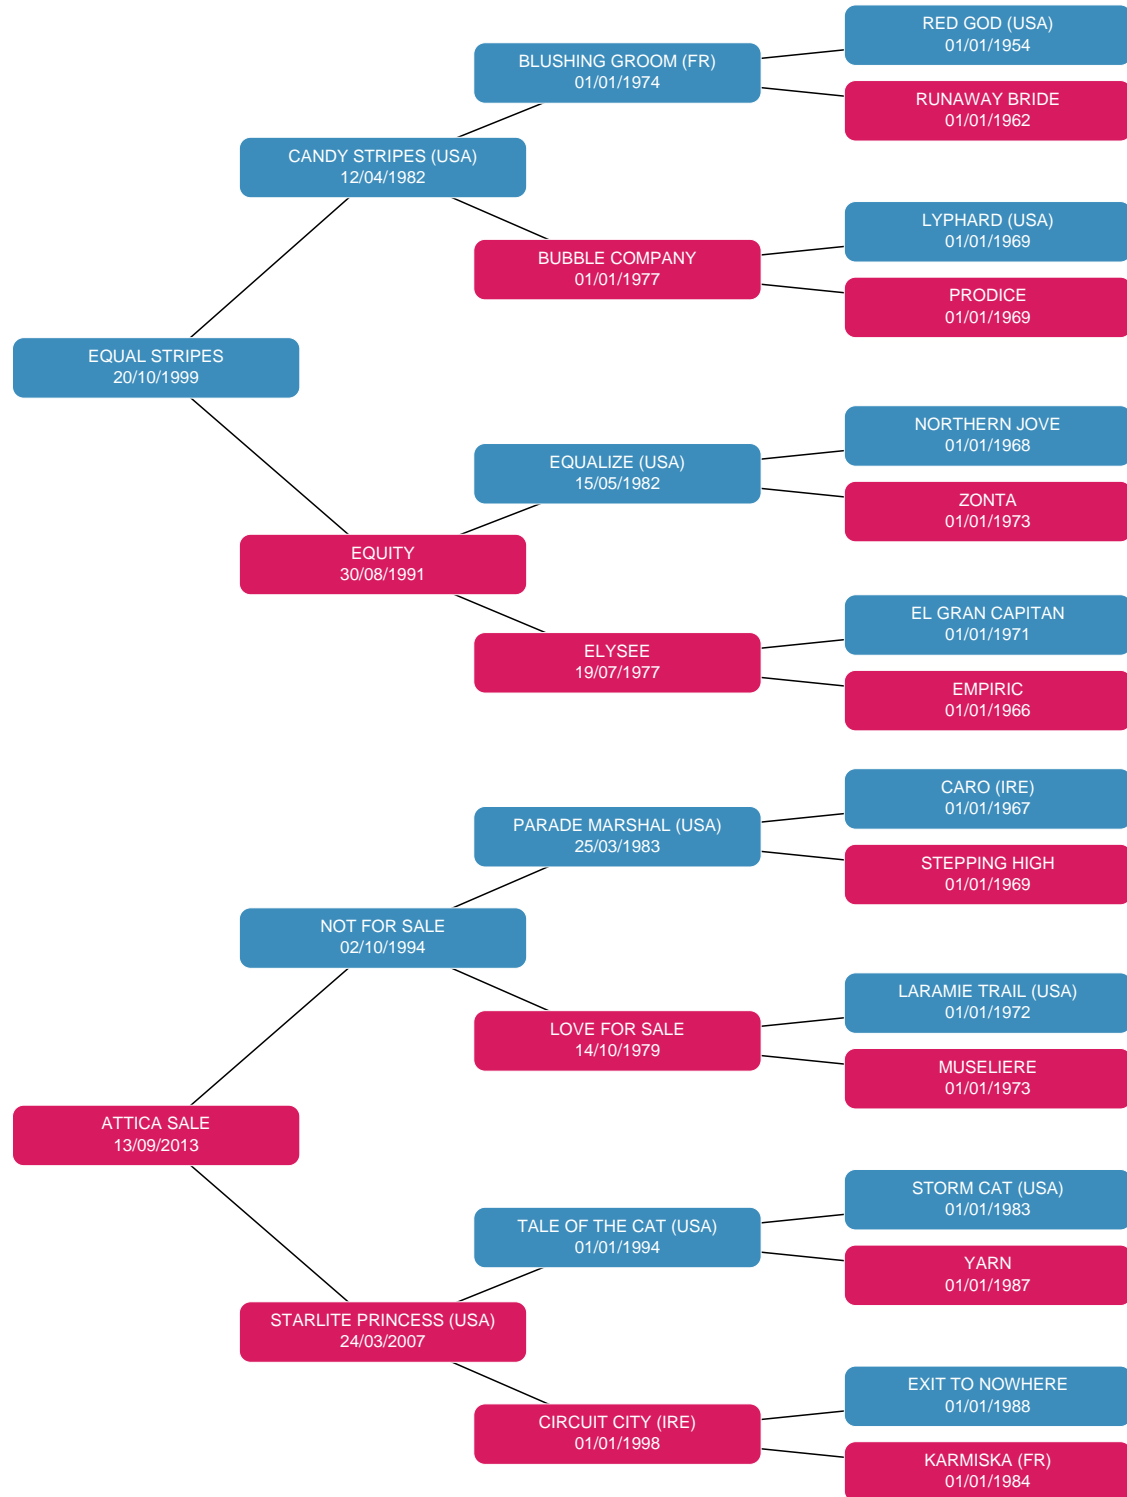 RED GOD (USA)
01/01/1954
BLUSHING GROOM (FR)
01/01/1974
RUNAWAY BRIDE
01/01/1962
CANDY STRIPES (USA)
12/04/1982
LYPHARD (USA)
01/01/1969
BUBBLE COMPANY
01/01/1977
PRODICE
01/01/1969
EQUAL STRIPES
20/10/1999
NORTHERN JOVE
01/01/1968
EQUALIZE (USA)
15/05/1982
ZONTA
01/01/1973
EQUITY
30/08/1991
EL GRAN CAPITAN
01/01/1971
ELYSEE
19/07/1977
EMPIRIC
01/01/1966
CARO (IRE)
01/01/1967
PARADE MARSHAL (USA)
25/03/1983
STEPPING HIGH
01/01/1969
NOT FOR SALE
02/10/1994
LARAMIE TRAIL (USA)
01/01/1972
LOVE FOR SALE
14/10/1979
MUSELIERE
01/01/1973
ATTICA SALE
13/09/2013
STORM CAT (USA)
01/01/1983
TALE OF THE CAT (USA)
01/01/1994
YARN
01/01/1987
STARLITE PRINCESS (USA)
24/03/2007
EXIT TO NOWHERE
01/01/1988
CIRCUIT CITY (IRE)
01/01/1998
KARMISKA (FR)
01/01/1984